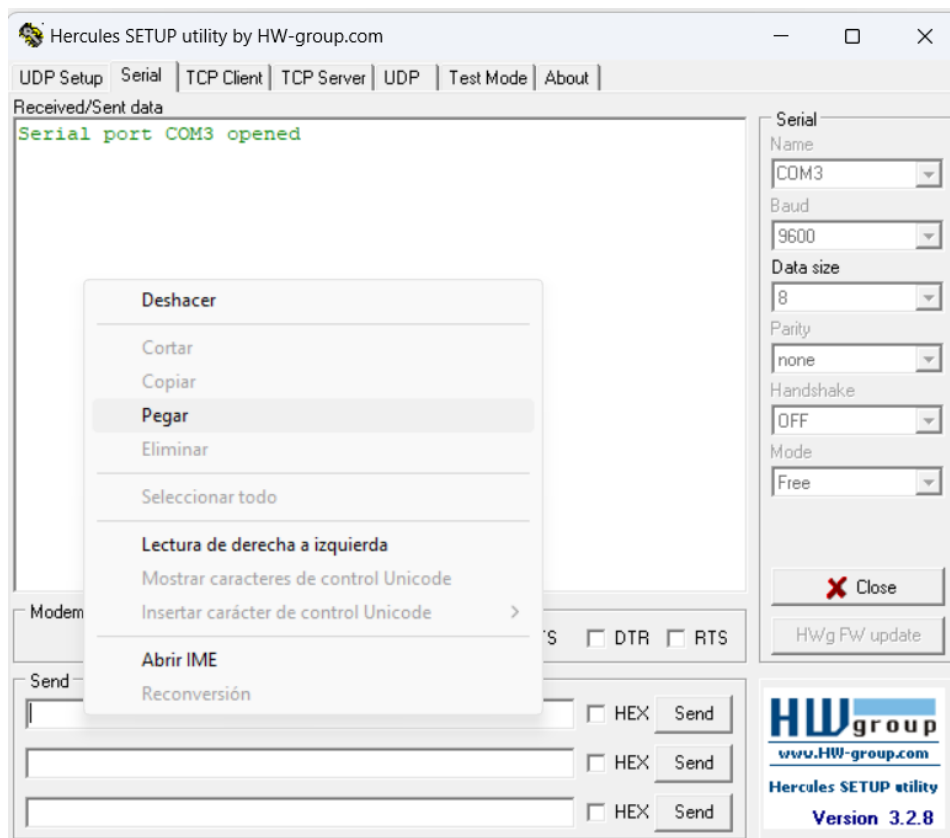 Hercules SETUP utility by HW-group.com
UDP Setup Serial TCP Client TCP Server UDP Test Mode About
Received/Sent data
Serial port COM3 opened
Deshacer
Cortar
Copiar
Pegar
Eliminar
Seleccionar todo
Lectura de derecha a izquierda
Mostrar caracteres de control Unicode
Insertar carácter de control Unicode
Abrir IME
Reconversión
Serial
Name
COM3
Baud
9600
Data size
8
Parity
none
Handshake
OFF
Mode
Free
Close
HWg FW update
Modem
DTR RTS
Send
HEX Send
HEX Send
HEX Send
HW group
www.HW-group.com
Hercules SETUP utility
Version 3.2.8